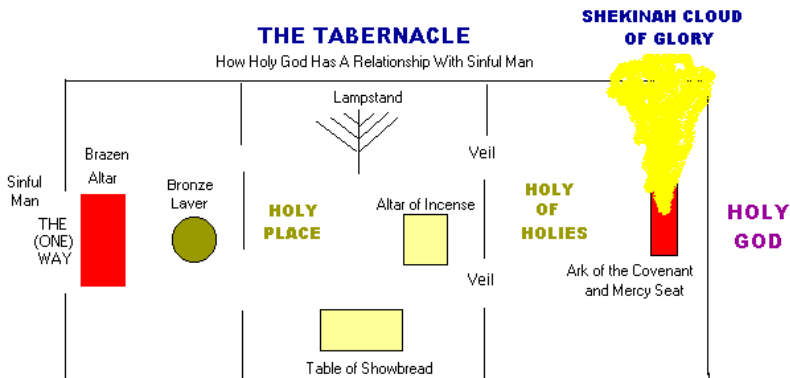 THE TABERNACLE
How Holy God Has A Relationship With Sinful Man
SHEKINAH CLOUD
OF GLORY
Lampstand
Sinful
Man
THE
(ONE)
WAY
Brazen
Altar
Bronze
Laver
HOLY
PLACE
Altar of Incense
Table of Showbread
Veil
Veil
HOLY
OF
HOLIES
Ark of the Covenant
and Mercy Seat
HOLY
GOD